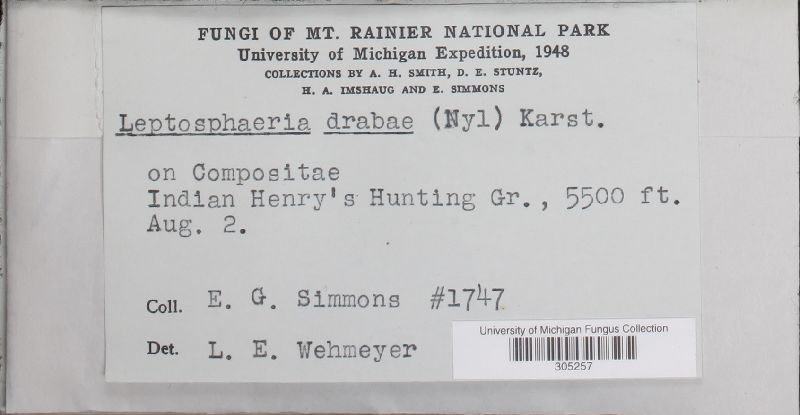 FUNGI OF MT. RAINIER NATIONAL PARK
University of Michigan Expedition, 1948
COLLECTIONS BY A. H. SMITH, D. E. STUNTZ,
H. A. IMSHAUG AND E. SIMMONS
Leptosphaeria drabae (Nyl) Karst.
on Compositae
Indian Henry's Hunting Gr., 5500 ft.
Aug. 2.
Coll. E. G. Simmons #1747
Det. L. E. Wehmeyer
University of Michigan Fungus Collection
305257